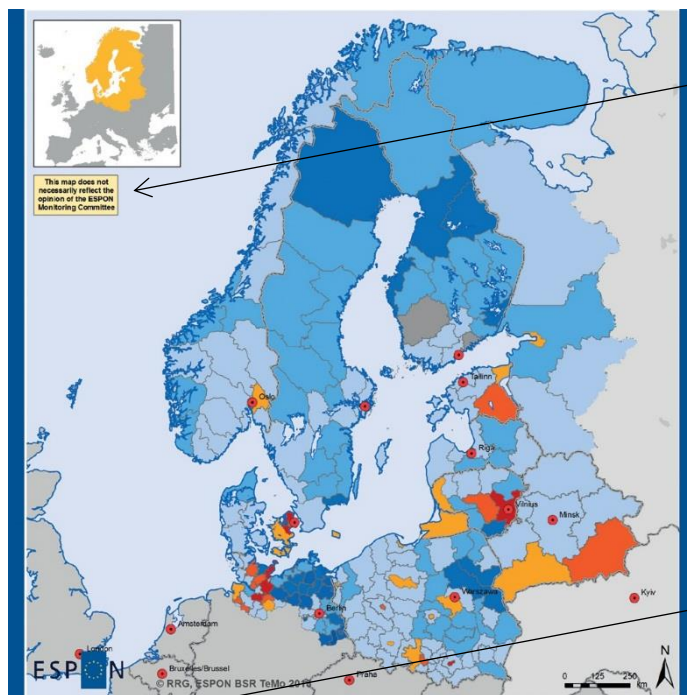 This map does not
necessarily reflect the
opinion of the ESPON
Monitoring Committee
Oslo
Tallinn
Riga
Vilnius
Minsk
Warszawa
Berlin
Kyiv
Amsterdam
London
Bruxelles/Brussel
Praha
ESPON
© RRG, ESPON BSR TeMo 2013
N
0 125 250
km